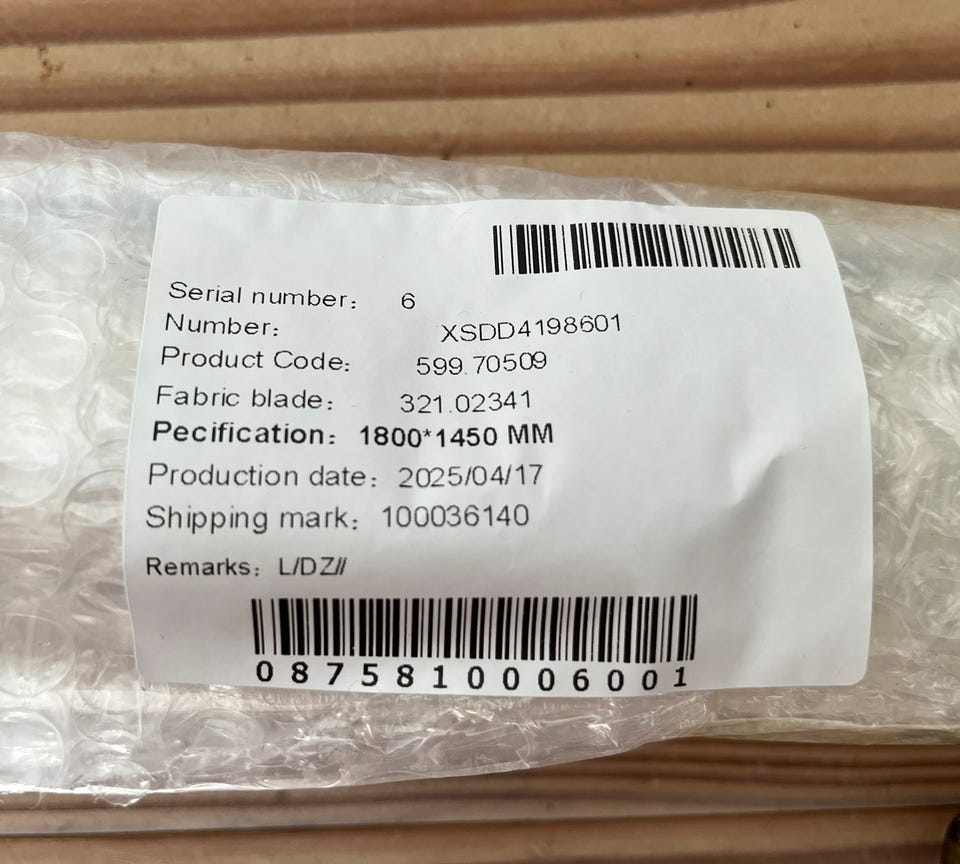 Serial number: 6
Number: XSDD4198601
Product Code: 599.70509
Fabric blade: 321.02341
Pecification: 1800*1450 MM
Production date: 2025/04/17
Shipping mark: 100036140
Remarks: L/DZ//
0875810006001